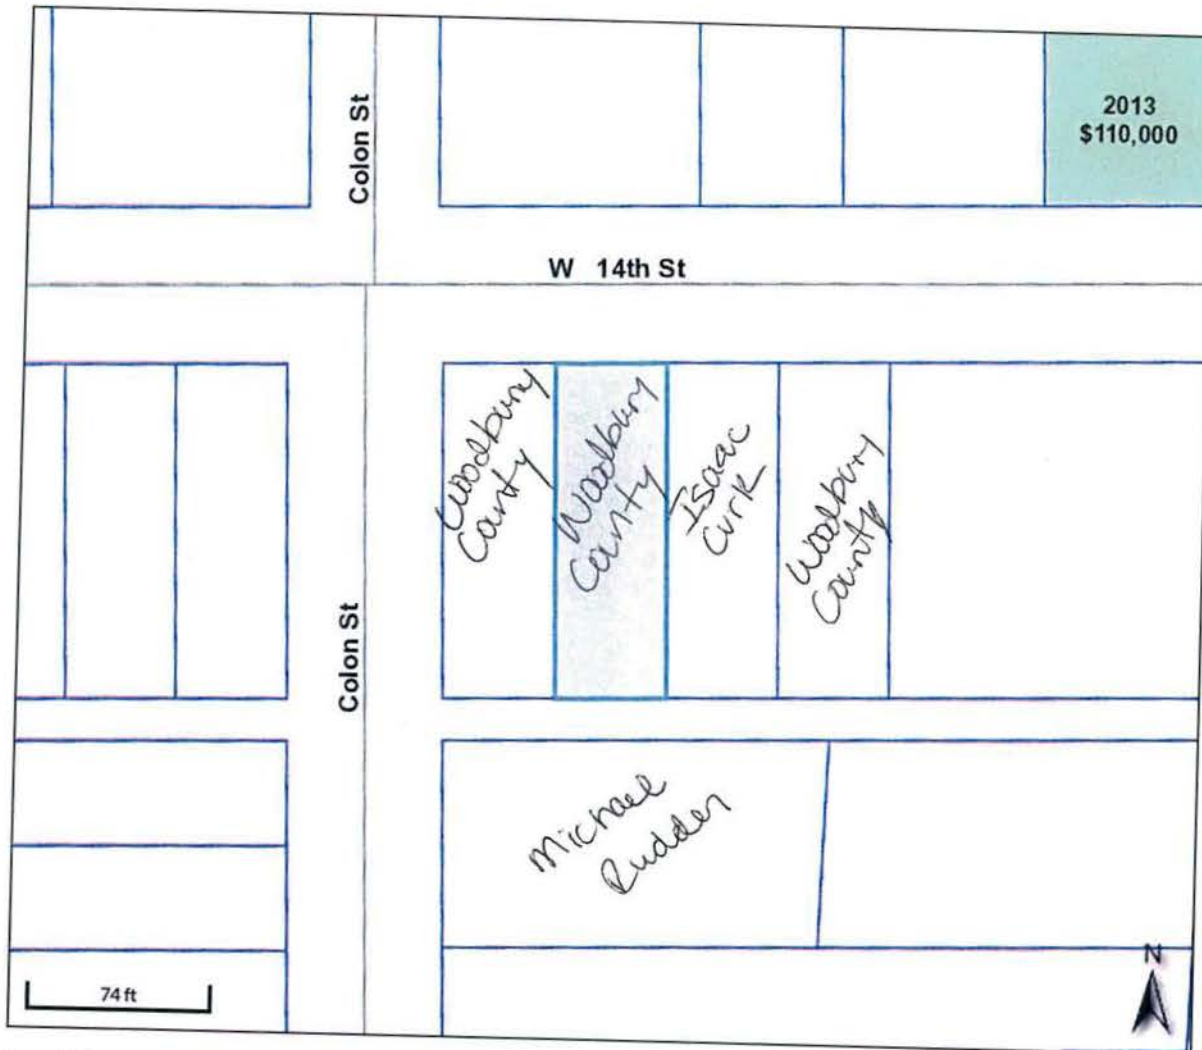 2013
$110,000
Colon St
W 14th St
Woodbury
County
Woodbury
County
Isaac
Curk
Woodbury
County
Colon St
Michael
Rudden
74 ft
N